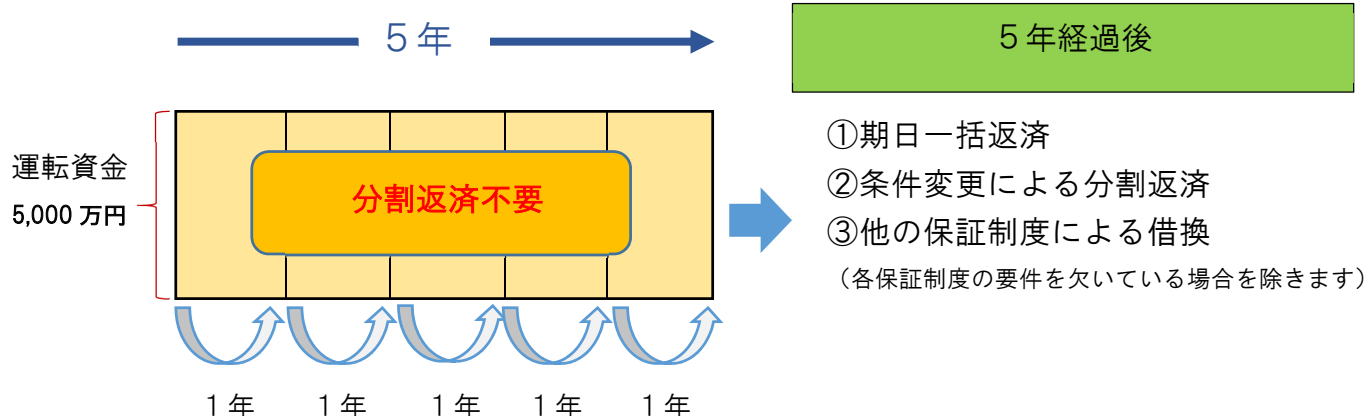 ５年
５年経過後
運転資金
5,000 万円
分割返済不要
①期日一括返済
②条件変更による分割返済
③他の保証制度による借換
（各保証制度の要件を欠いている場合を除きます）
１年
１年
１年
１年
１年